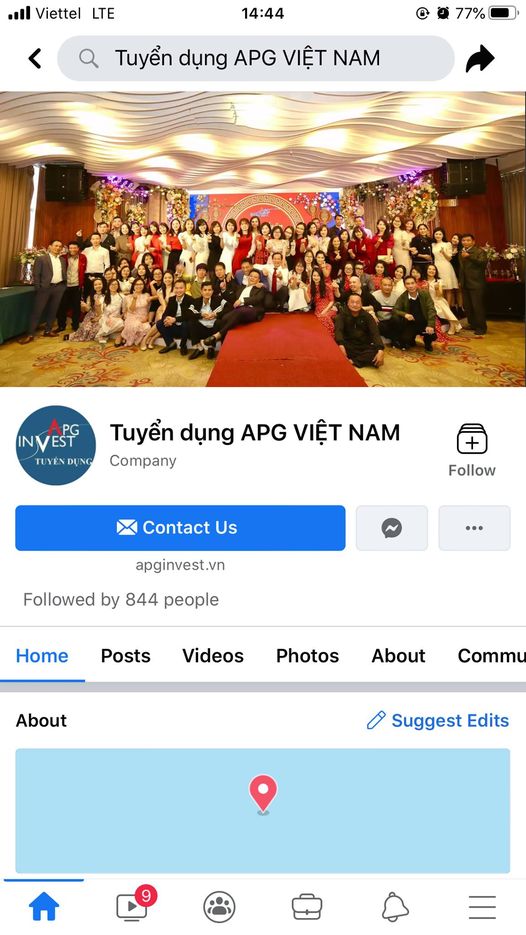 Viettel LTE 14:44 77%
Tuyển dụng APG VIỆT NAM
APG
INVEST
TUYỂN DỤNG
Tuyển dụng APG VIỆT NAM
Company
Follow
Contact Us
apginvest.vn
Followed by 844 people
Home Posts Videos Photos About Commu
About Suggest Edits
9